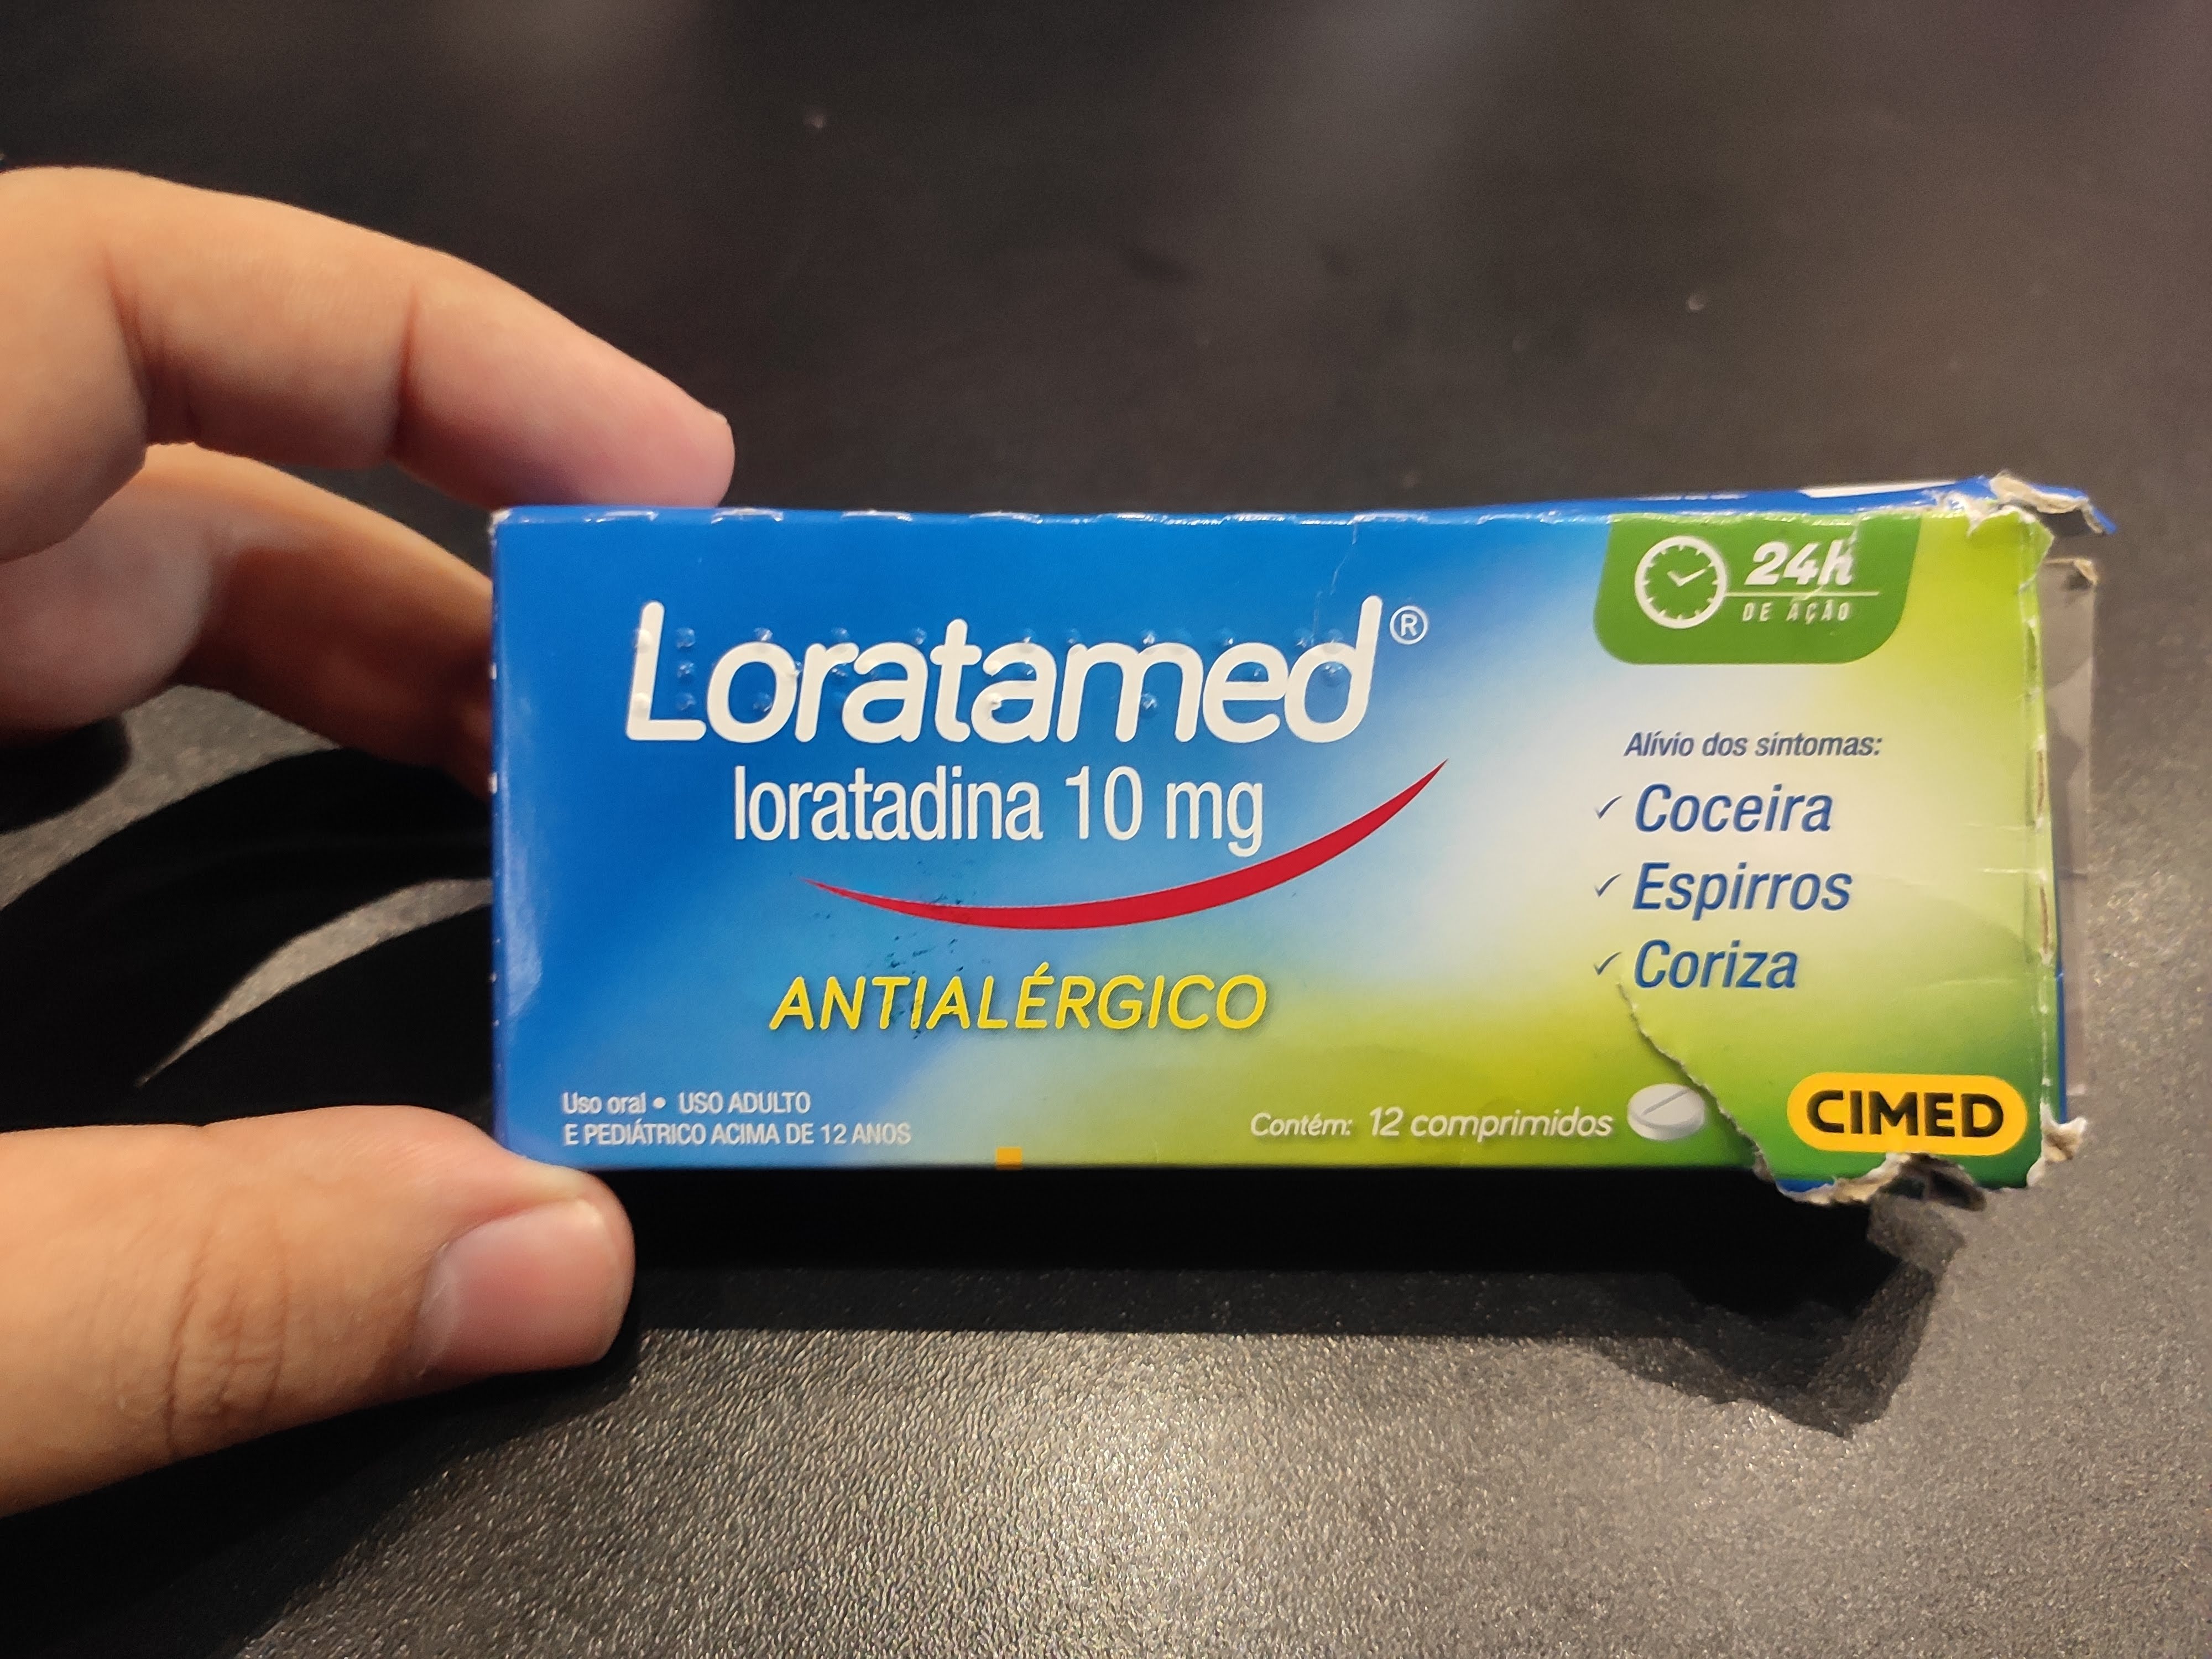 Loratamed®
loratadina 10 mg
ANTIALÉRGICO
Uso oral • USO ADULTO
E PEDIÁTRICO ACIMA DE 12 ANOS
24h
DE AÇÃO
Alívio dos sintomas:
✓ Coceira
✓ Espirros
✓ Coriza
Contém: 12 comprimidos
CIMED